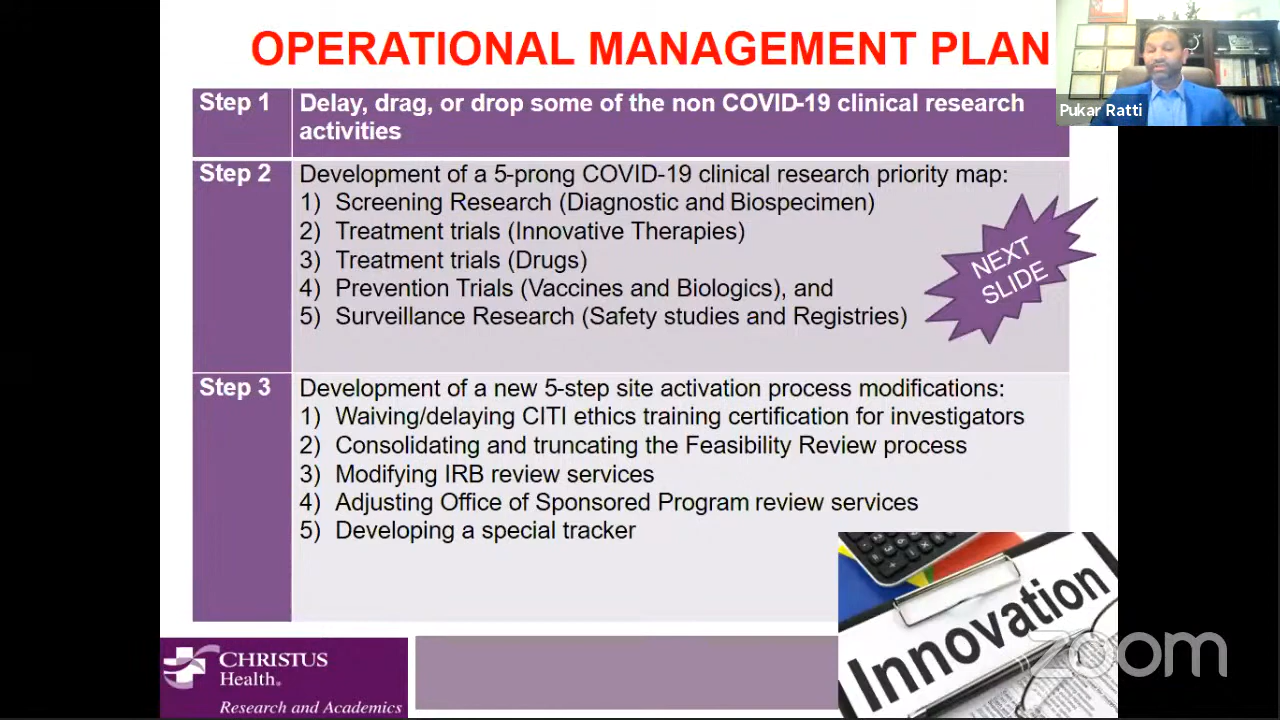 OPERATIONAL MANAGEMENT PLAN
Pukar Ratti
Step 1
Delay, drag, or drop some of the non COVID-19 clinical research
activities
Step 2
Development of a 5-prong COVID-19 clinical research priority map:
1) Screening Research (Diagnostic and Biospecimen)
2) Treatment trials (Innovative Therapies)
3) Treatment trials (Drugs)
4) Prevention Trials (Vaccines and Biologics), and
5) Surveillance Research (Safety studies and Registries)
NEXT
SLIDE
Step 3
Development of a new 5-step site activation process modifications:
1) Waiving/delaying CITI ethics training certification for investigators
2) Consolidating and truncating the Feasibility Review process
3) Modifying IRB review services
4) Adjusting Office of Sponsored Program review services
5) Developing a special tracker
Innovation
zoom
CHRISTUS
Health.
Research and Academics